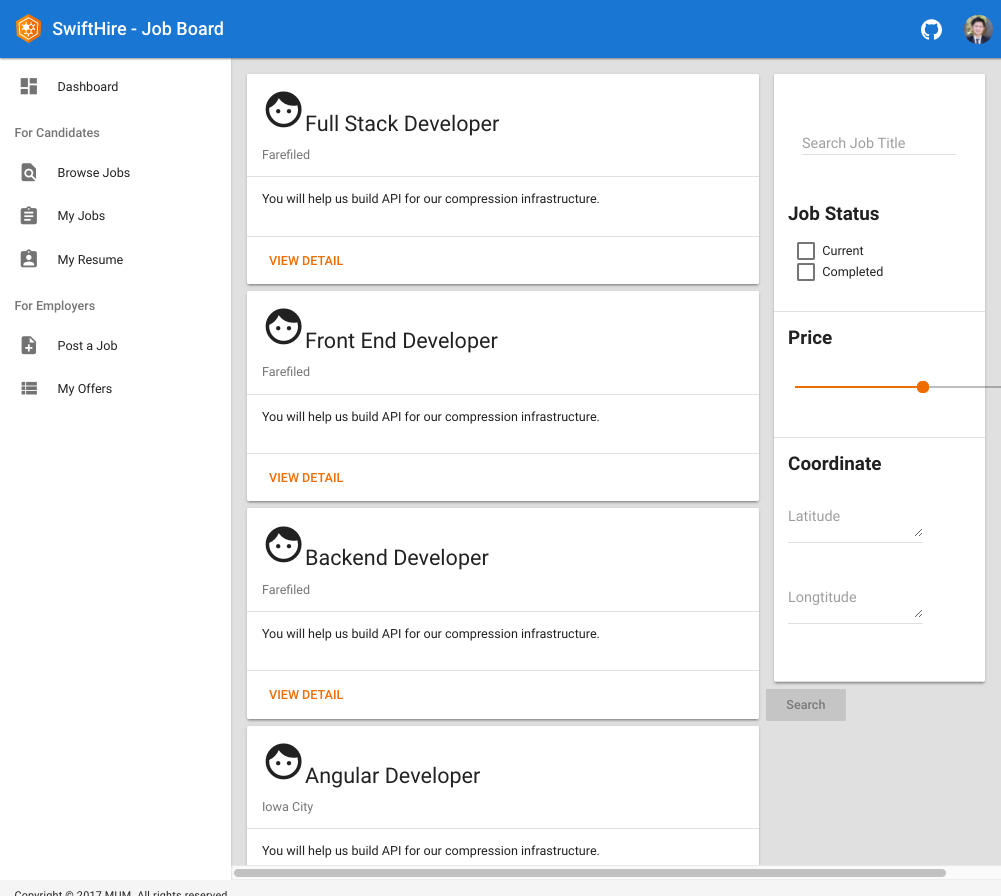 SwiftHire - Job Board
Dashboard
For Candidates
Browse Jobs
My Jobs
My Resume
For Employers
Post a Job
My Offers
Full Stack Developer
Farefiled
You will help us build API for our compression infrastructure.
VIEW DETAIL
Front End Developer
Farefiled
You will help us build API for our compression infrastructure.
VIEW DETAIL
Backend Developer
Farefiled
You will help us build API for our compression infrastructure.
VIEW DETAIL
Angular Developer
Iowa City
You will help us build API for our compression infrastructure.
Search Job Title
Job Status
Current
Completed
Price
Coordinate
Latitude
Longtitude
Search
Copyright © 2017 MUM. All rights reserved